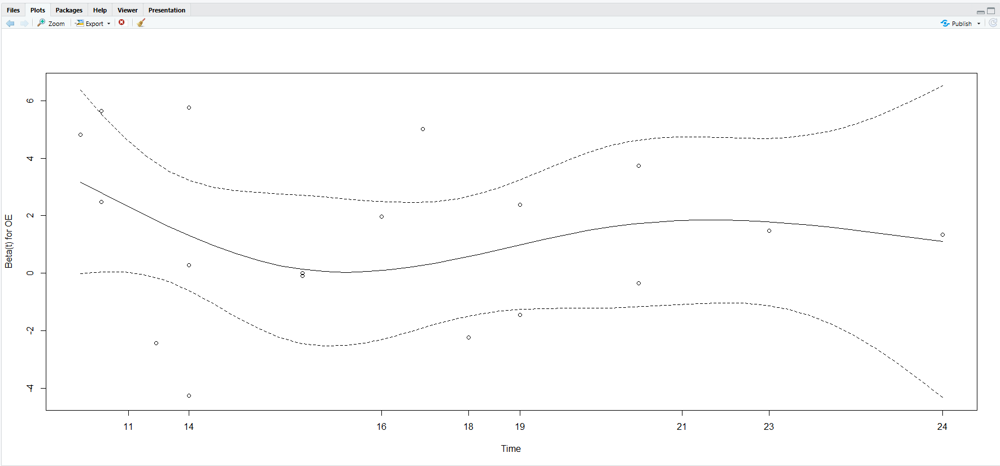 Files Plots Packages Help Viewer Presentation
Zoom Export Publish
6
4
2
0
-2
-4
Beta(t) for OE
11 14 16 18 19 21 23 24
Time